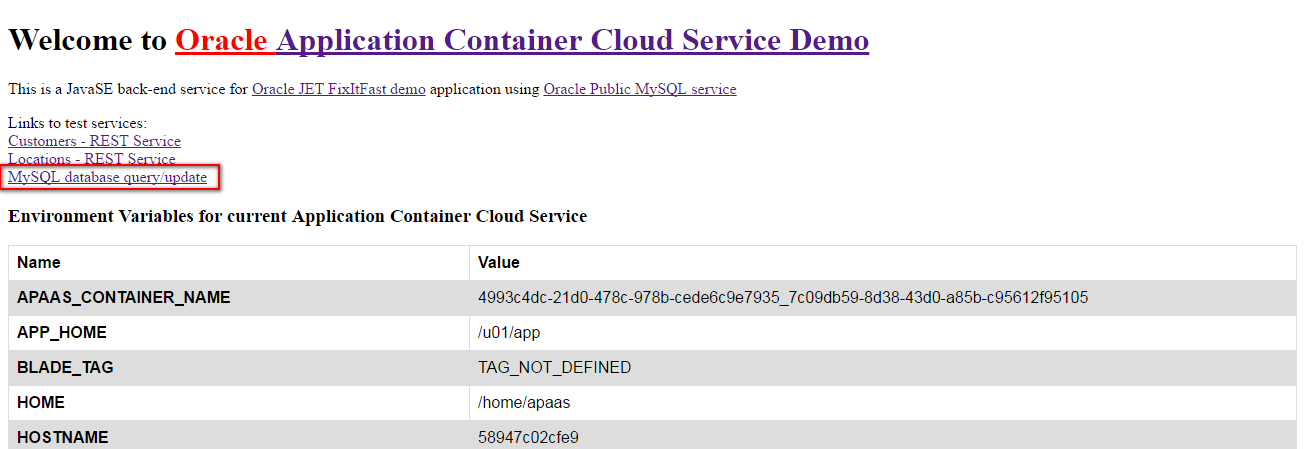 Welcome to Oracle Application Container Cloud Service Demo
This is a JavaSE back-end service for Oracle JET FixItFast demo application using Oracle Public MySQL service
Links to test services:
Customers - REST Service
Locations - REST Service
MySQL database query/update
Environment Variables for current Application Container Cloud Service
Name Value
APAAS_CONTAINER_NAME 4993c4dc-21d0-478c-978b-cede6c9e7935_7c09db59-8d38-43d0-a85b-c95612f95105
APP_HOME /u01/app
BLADE_TAG TAG_NOT_DEFINED
HOME /home/apaas
HOSTNAME 58947c02cfe9